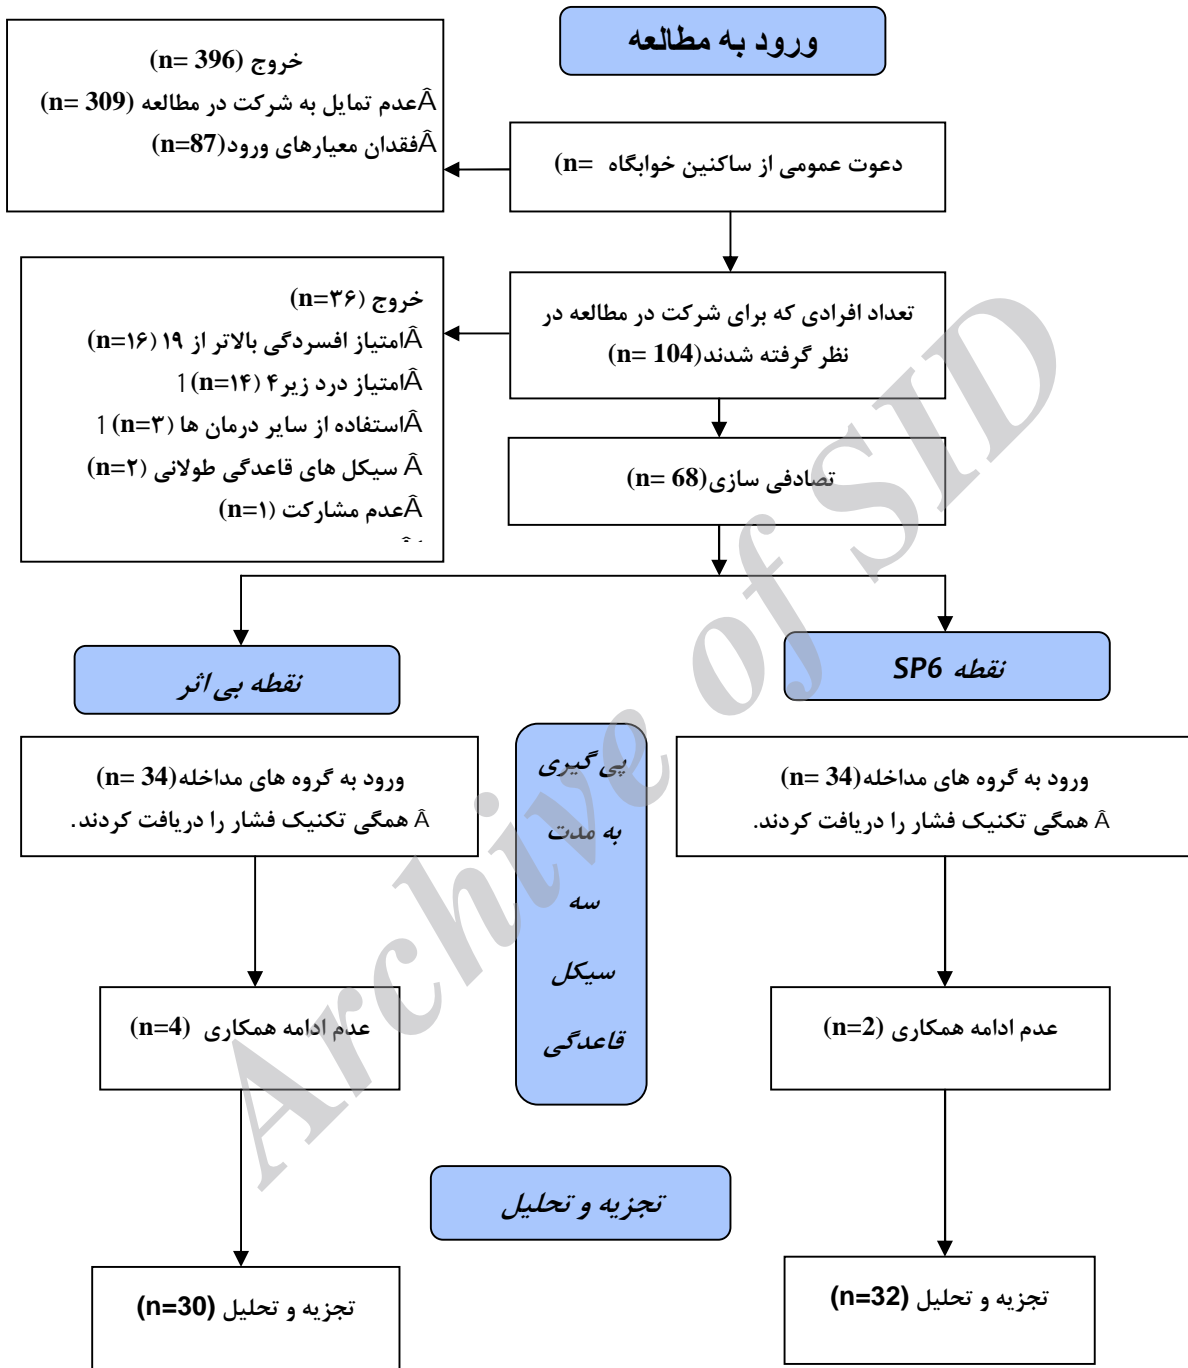 ورود به مطالعه
خروج (n= 396)
Âعدم تمایل به شرکت در مطالعه (n= 309)
Âفقدان معیارهای ورود(n=87)
دعوت عمومی از ساکنین خوابگاه (n=
تعداد افرادی که برای شرکت در مطالعه در
نظر گرفته شدند(n= 104)
خروج (n=۳۶)
Âامتیاز افسردگی بالاتر از ۱۹ (n=۱۶)
Âامتیاز درد زیر۴ (n=۱۴) 1
Âاستفاده از سایر درمان ها (n=۳) 1
Â سیکل های قاعدگی طولانی (n=۲)
Âعدم مشارکت (n=۱)
تصادفی سازی(n= 68)
نقطه SP6
نقطه بی اثر
ورود به گروه های مداخله(n= 34)
Â همگی تکنیک فشار را دریافت کردند.
پی گیری
به مدت
سه
سیکل
قاعدگی
ورود به گروه های مداخله(n= 34)
Â همگی تکنیک فشار را دریافت کردند.
عدم ادامه همکاری (n=2)
عدم ادامه همکاری (n=4)
تجزیه و تحلیل
تجزیه و تحلیل (n=32)
تجزیه و تحلیل (n=30)
Archive of SID